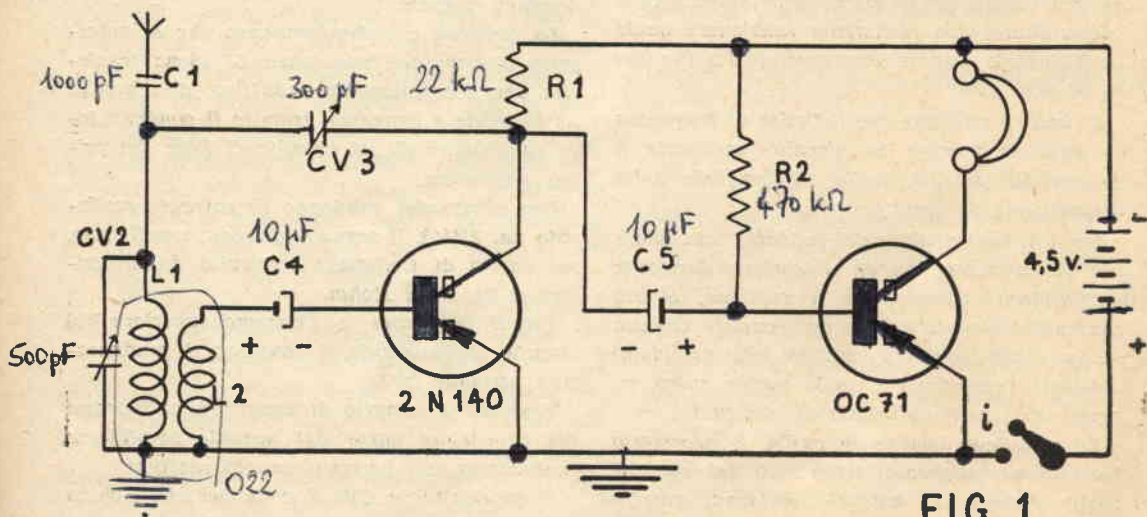 1000pF C1
300pF
CV3
22 kΩ
R1
R2
470 kΩ
CV2
L1
500pF
10µF
C4
+ -
L2
O22
2 N 140
10µF
C5
- +
OC 71
i
-
4,5 v.
+
FIG. 1